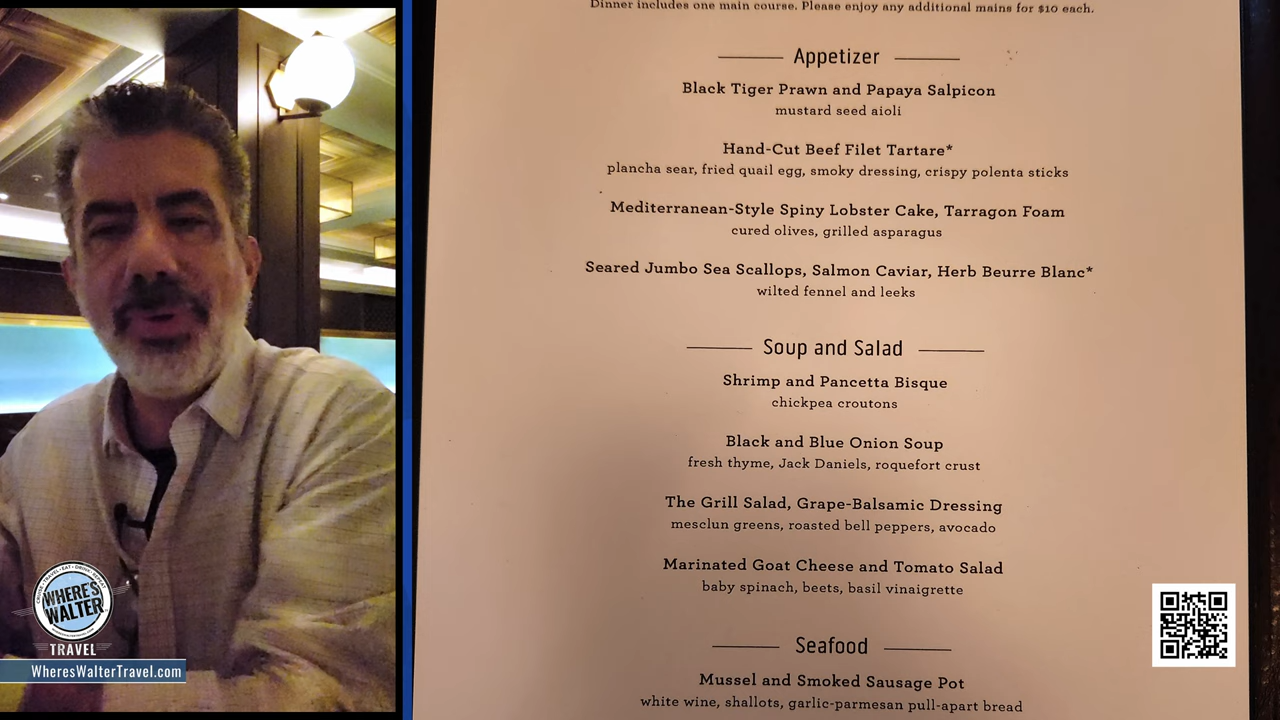 Dinner includes one main course. Please enjoy any additional mains for $10 each.
Appetizer
Black Tiger Prawn and Papaya Salpicon
mustard seed aioli
Hand-Cut Beef Filet Tartare*
plancha sear, fried quail egg, smoky dressing, crispy polenta sticks
Mediterranean-Style Spiny Lobster Cake, Tarragon Foam
cured olives, grilled asparagus
Seared Jumbo Sea Scallops, Salmon Caviar, Herb Beurre Blanc*
wilted fennel and leeks
Soup and Salad
Shrimp and Pancetta Bisque
chickpea croutons
Black and Blue Onion Soup
fresh thyme, Jack Daniels, roquefort crust
The Grill Salad, Grape-Balsamic Dressing
mesclun greens, roasted bell peppers, avocado
Marinated Goat Cheese and Tomato Salad
baby spinach, beets, basil vinaigrette
Seafood
Mussel and Smoked Sausage Pot
white wine, shallots, garlic-parmesan pull-apart bread
WHERE'S
WALTER
TRAVEL
WheresWalterTravel.com